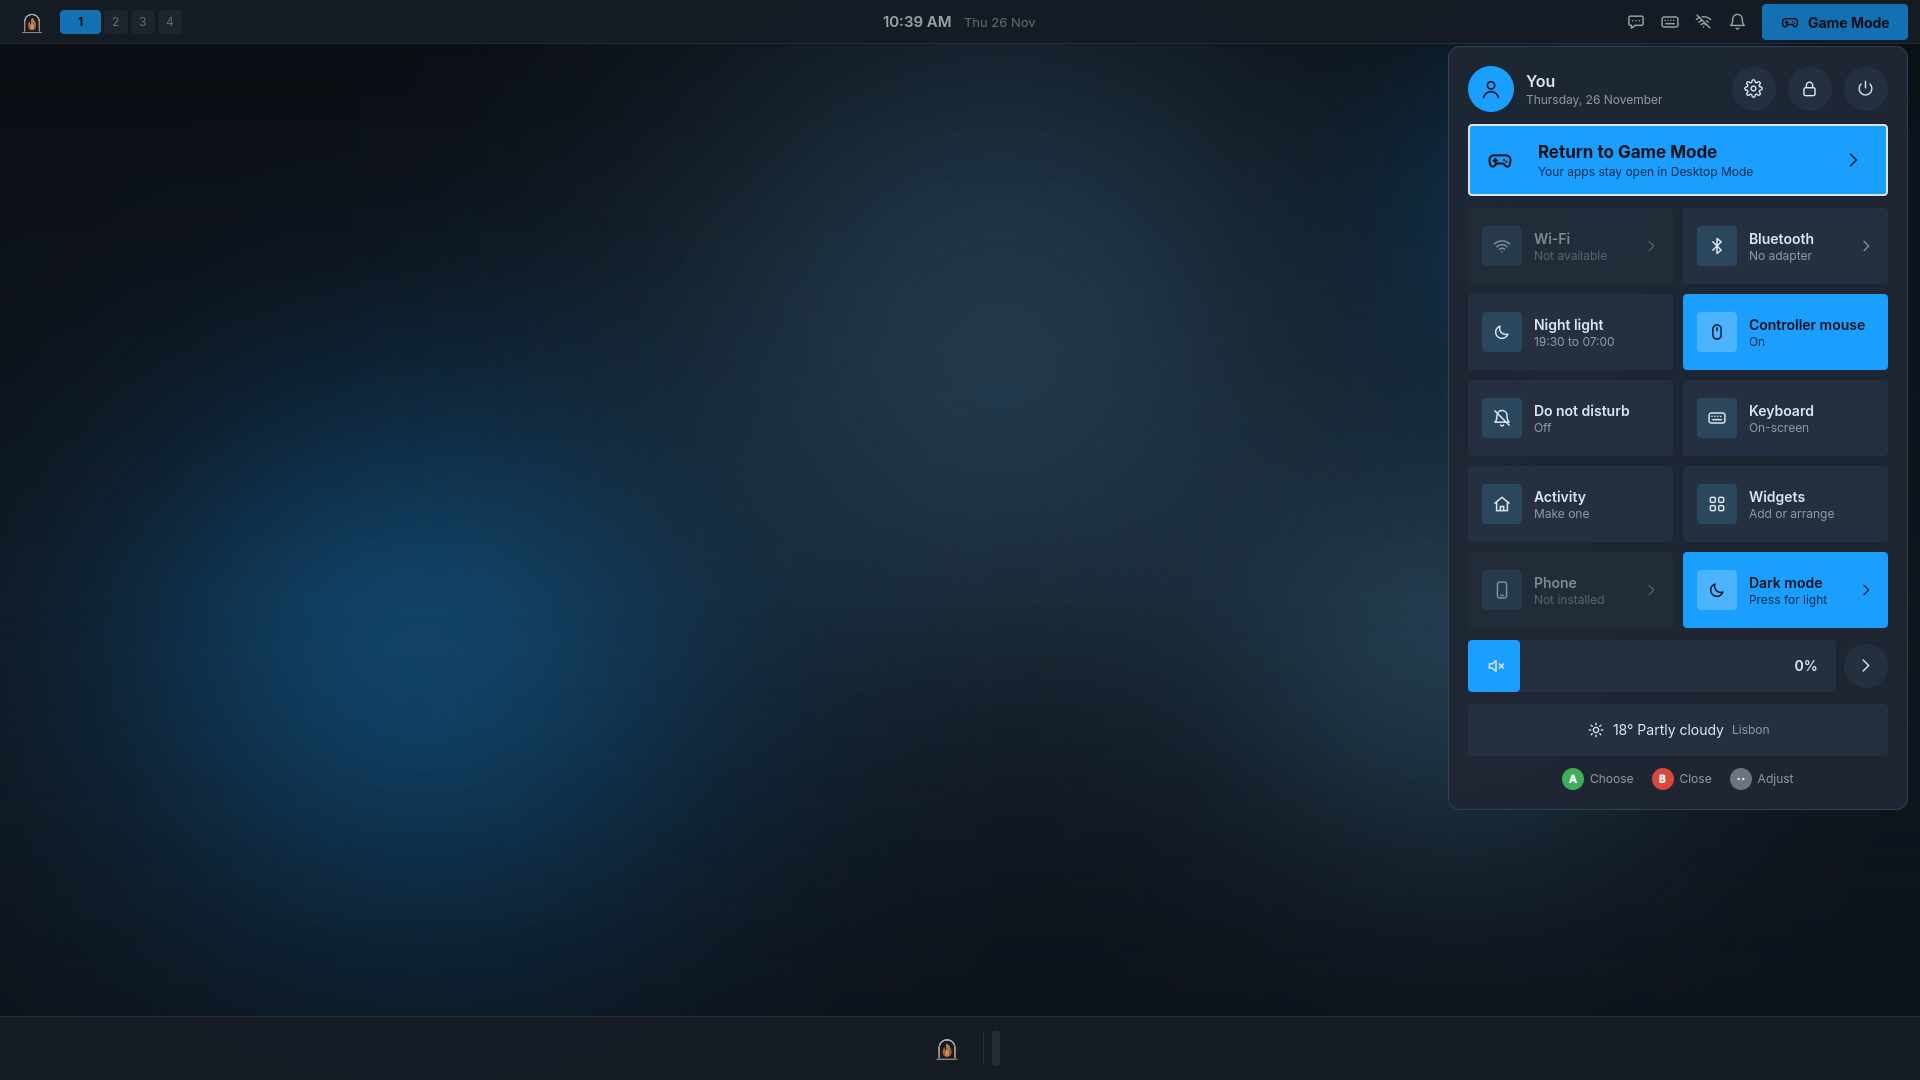 1 2 3 4
10:39 AM Thu 26 Nov
Game Mode
You
Thursday, 26 November
Return to Game Mode
Your apps stay open in Desktop Mode
Wi-Fi
Not available
Bluetooth
No adapter
Night light
19:30 to 07:00
Controller mouse
On
Do not disturb
Off
Keyboard
On-screen
Activity
Make one
Widgets
Add or arrange
Phone
Not installed
Dark mode
Press for light
0%
18° Partly cloudy Lisbon
A Choose B Close Adjust